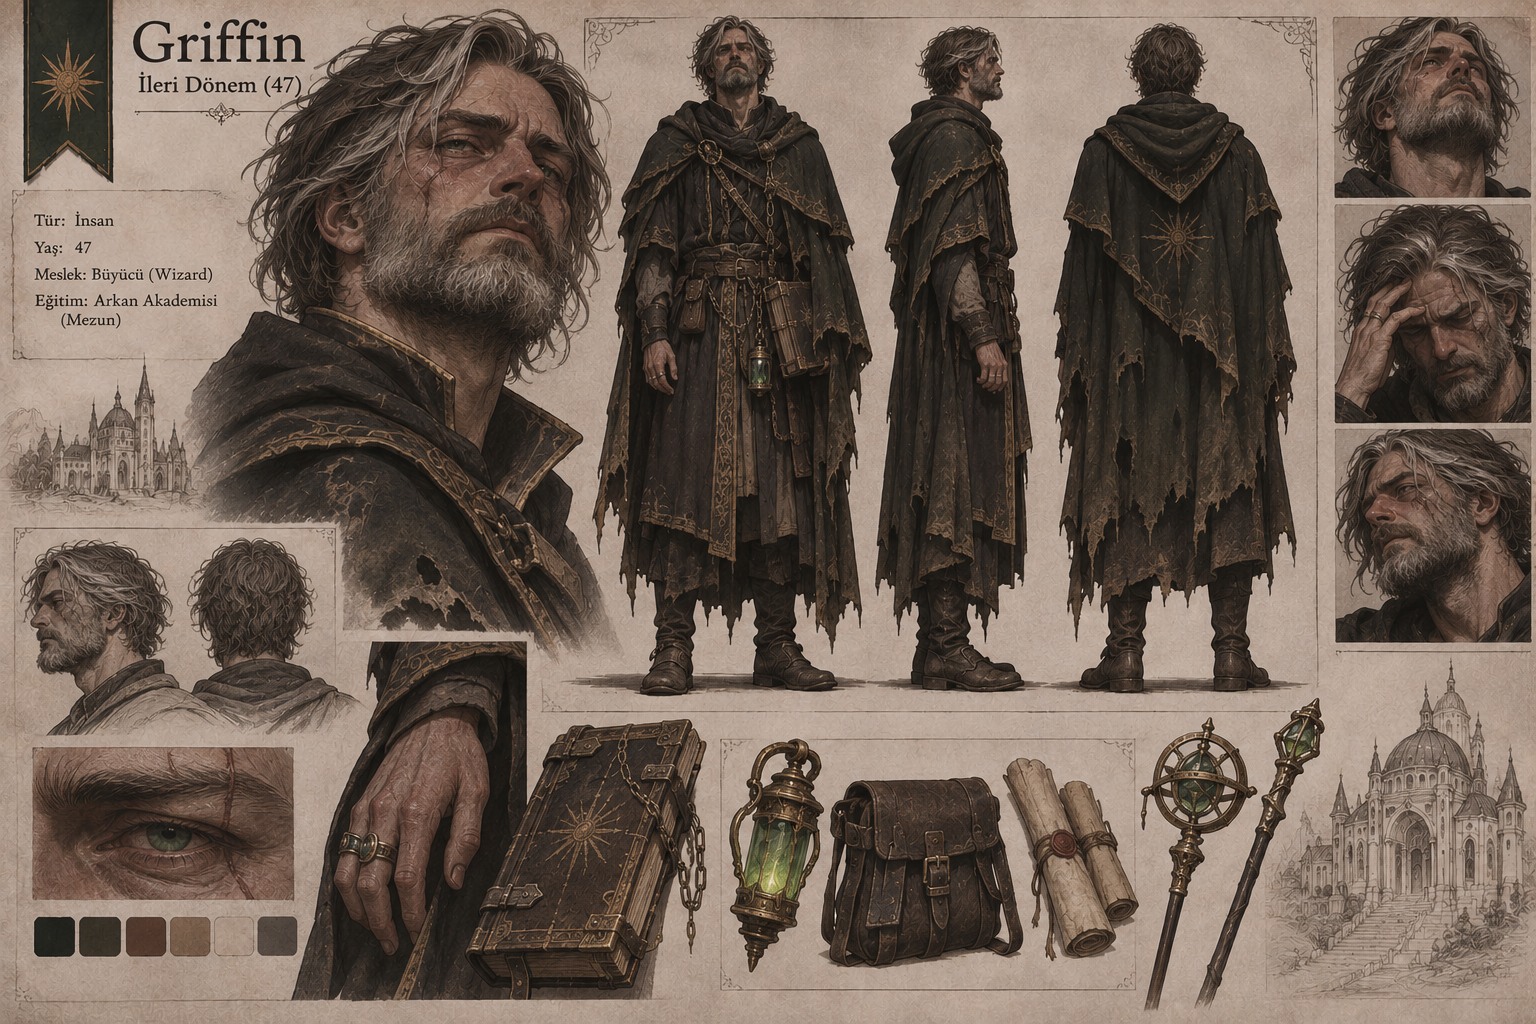 Griffin
İleri Dönem (47)
Tür: İnsan
Yaş: 47
Meslek: Büyücü (Wizard)
Eğitim: Arkan Akademisi
(Mezun)